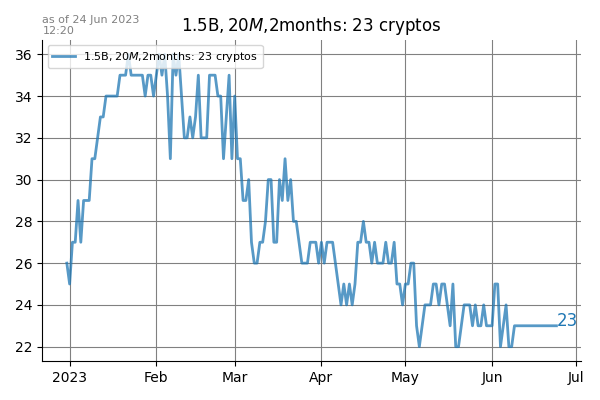 as of 24 Jun 2023
12:20
1.5B, 20M,2months: 23 cryptos
1.5B, 20M,2months: 23 cryptos
36
34
32
30
28
26
24
22
23
2023
Feb
Mar
Apr
May
Jun
Jul